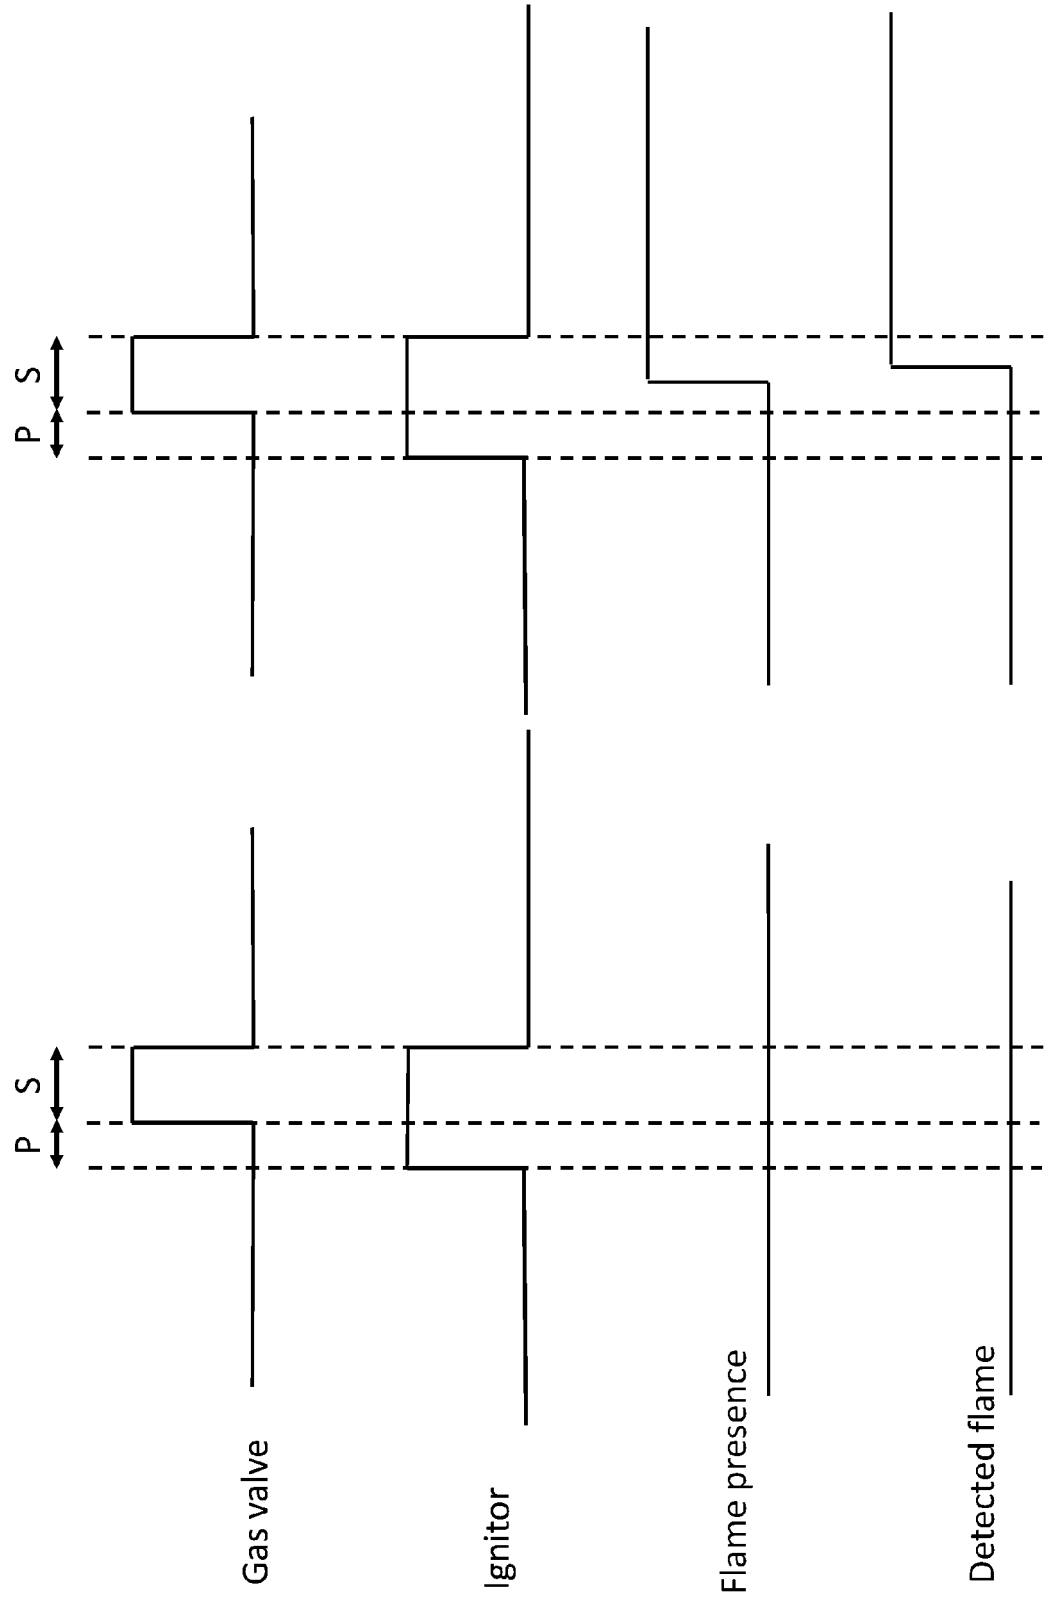 P
S
P
S
Gas valve
Ignitor
Flame presence
Detected flame